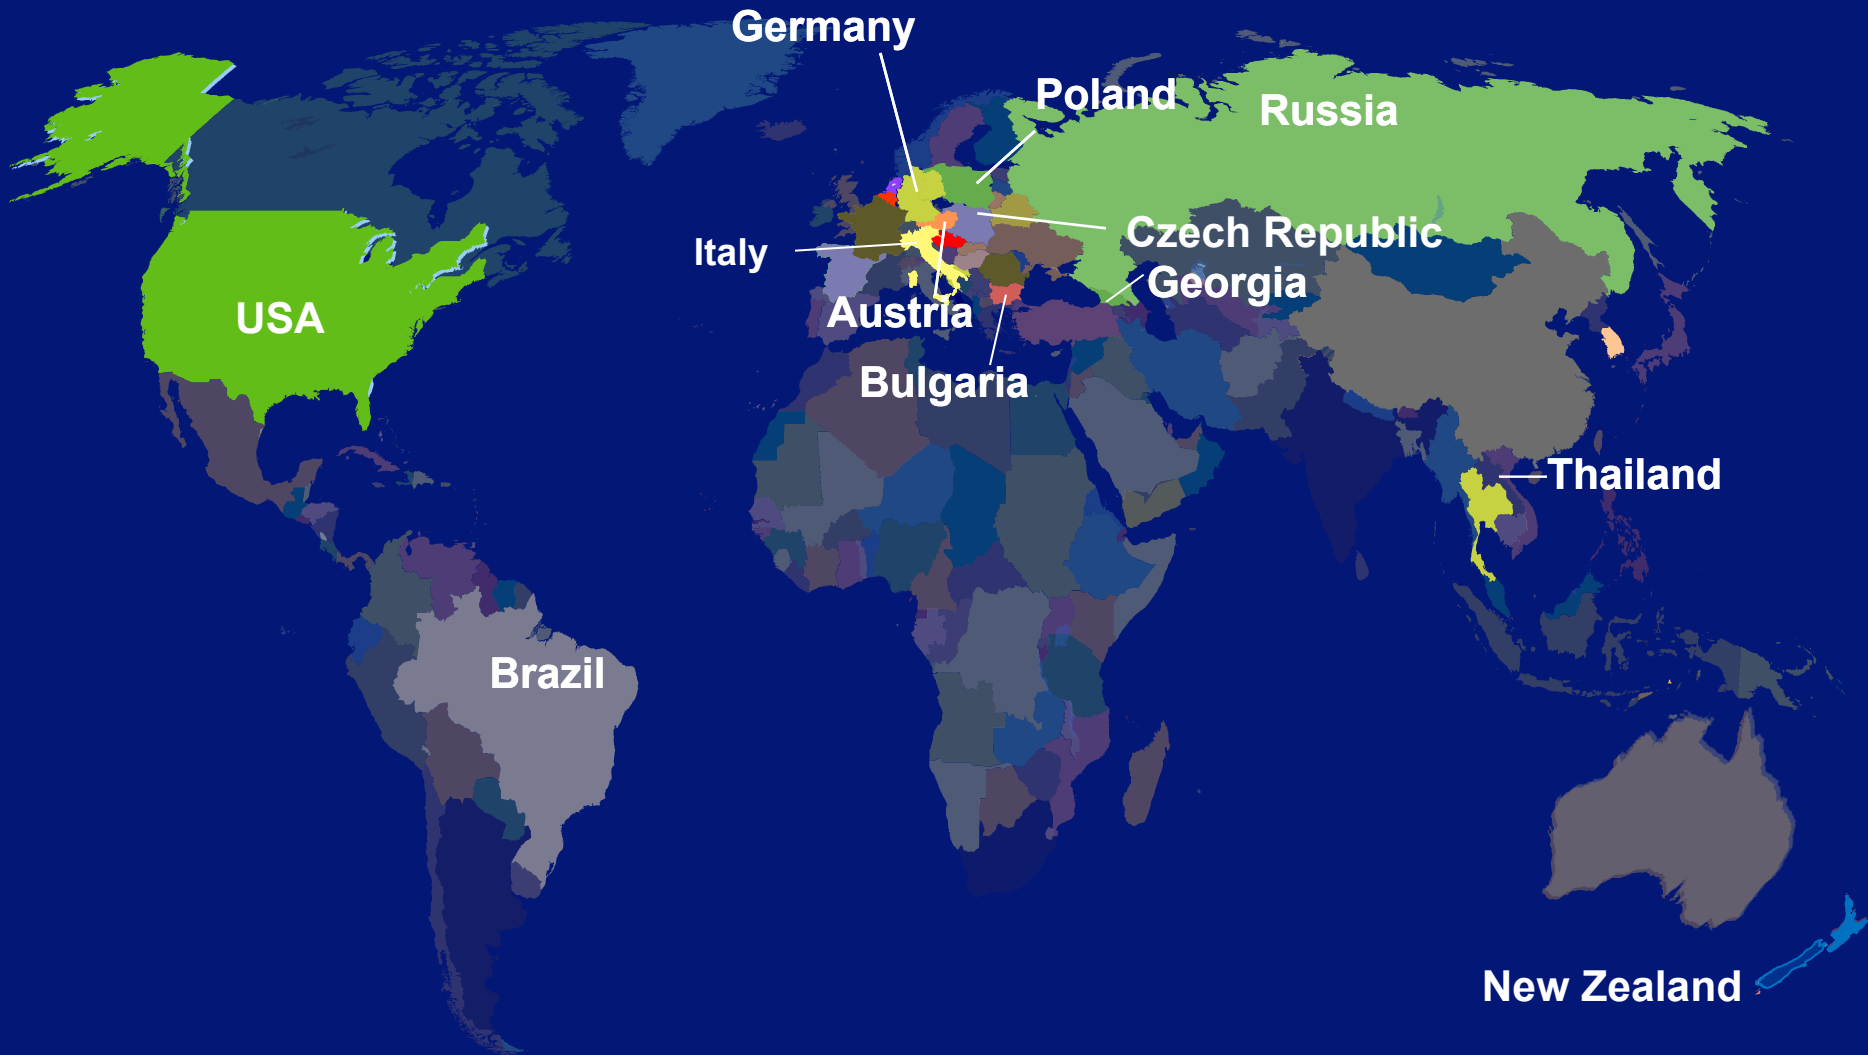 Germany
Poland
Russia
Czech Republic
Italy
Georgia
Austria
USA
Bulgaria
Thailand
Brazil
New Zealand